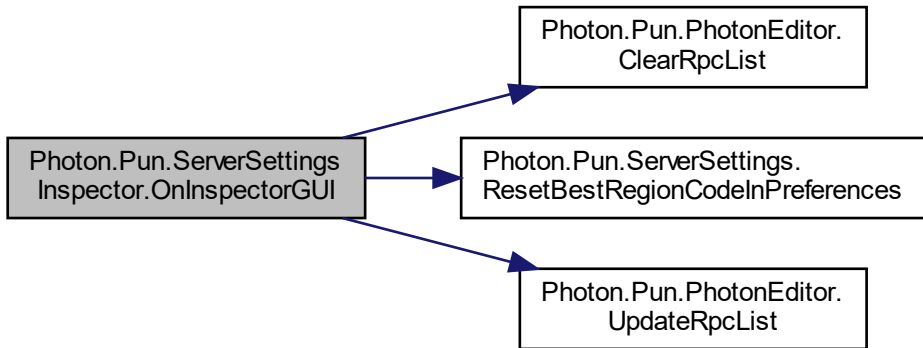 Photon.Pun.PhotonEditor.
ClearRpcList
Photon.Pun.ServerSettings
Inspector.OnInspectorGUI
Photon.Pun.ServerSettings.
ResetBestRegionCodeInPreferences
Photon.Pun.PhotonEditor.
UpdateRpcList